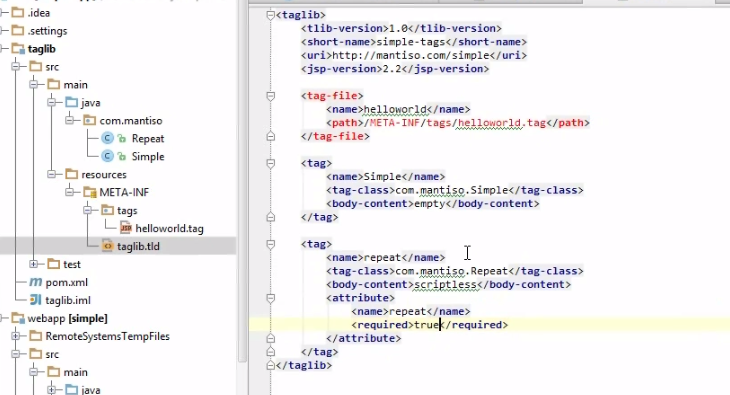 .idea
.settings
taglib
src
main
java
com.mantiso
Repeat
Simple
resources
META-INF
tags
helloworld.tag
taglib.tld
test
pom.xml
taglib.iml
webapp [simple]
RemoteSystemsTempFiles
src
main
java
<taglib>
<tlib-version>1.0</tlib-version>
<short-name>simple-tags</short-name>
<uri>http://mantiso.com/simple</uri>
<jsp-version>2.2</jsp-version>
<tag-file>
<name>helloworld</name>
<path>/META-INF/tags/helloworld.tag</path>
</tag-file>
<tag>
<name>Simple</name>
<tag-class>com.mantiso.Simple</tag-class>
<body-content>empty</body-content>
</tag>
<tag>
<name>repeat</name>
<tag-class>com.mantiso.Repeat</tag-class>
<body-content>scriptless</body-content>
<attribute>
<name>repeat</name>
<required>true</required>
</attribute>
</tag>
</taglib>